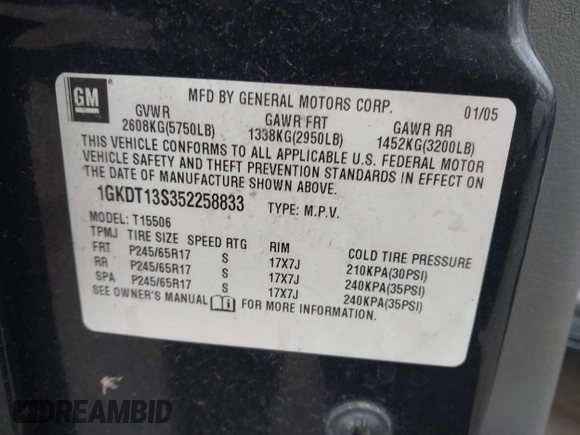 GM
MFD BY GENERAL MOTORS CORP. 01/05
GVWR GAWR FRT GAWR RR
2608KG(5750LB) 1338KG(2950LB) 1452KG(3200LB)
THIS VEHICLE CONFORMS TO ALL APPLICABLE U.S. FEDERAL MOTOR
VEHICLE SAFETY AND THEFT PREVENTION STANDARDS IN EFFECT ON
THE DATE OF MANUFACTURE SHOWN ABOVE.
1GKDT13S352258833 TYPE: M.P.V.
MODEL: T15506
TPMJ TIRE SIZE SPEED RTG RIM COLD TIRE PRESSURE
FRT P245/65R17 S 17X7J 210KPA(30PSI)
RR P245/65R17 S 17X7J 240KPA(35PSI)
SPA P245/65R17 S 17X7J 240KPA(35PSI)
SEE OWNER'S MANUAL FOR MORE INFORMATION.
DREAMBID